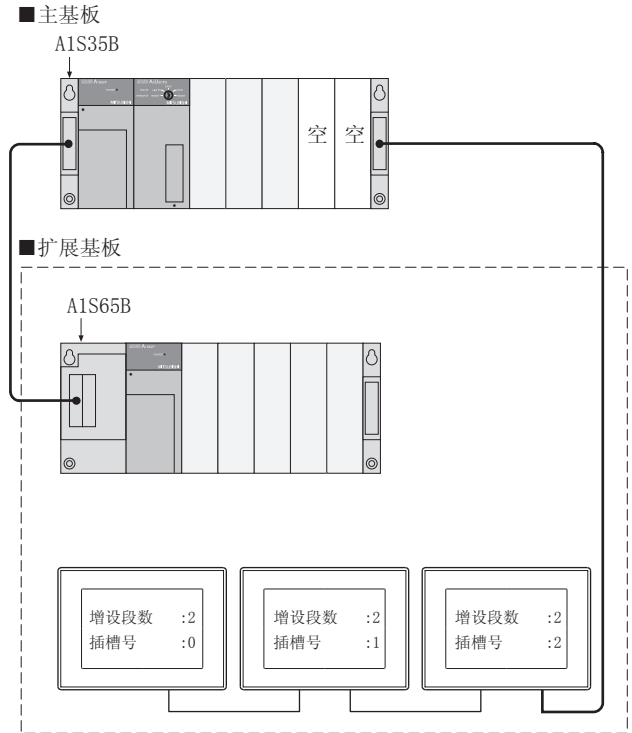 ■主基板
A1S35B
空 空
■扩展基板
A1S65B
增设段数 :2
插槽号 :0
增设段数 :2
插槽号 :1
增设段数 :2
插槽号 :2